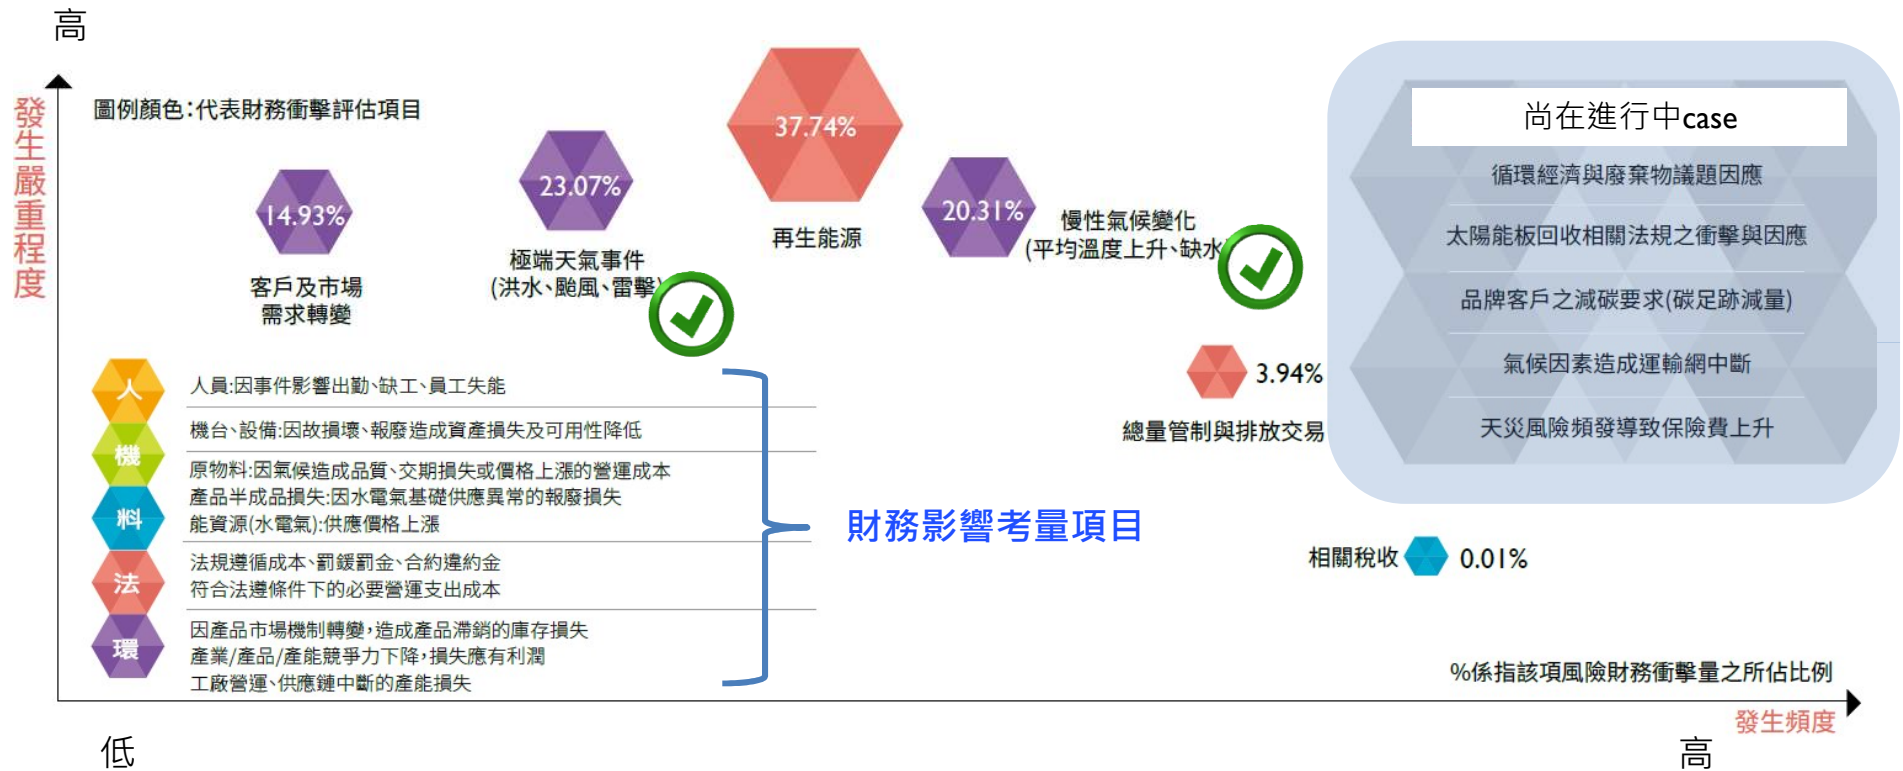 高
發生嚴重程度
圖例顏色:代表財務衝擊評估項目
14.93%
客戶及市場
需求轉變
23.07%
極端天氣事件
(洪水、颱風、雷擊)
37.74%
再生能源
20.31%
慢性氣候變化
(平均溫度上升、缺水)
3.94%
總量管制與排放交易
相關稅收
0.01%
尚在進行中case
循環經濟與廢棄物議題因應
太陽能板回收相關法規之衝擊與因應
品牌客戶之減碳要求(碳足跡減量)
氣候因素造成運輸網中斷
天災風險頻發導致保險費上升
人
人員:因事件影響出勤、缺工、員工失能
機
機台、設備:因故損壞、報廢造成資產損失及可用性降低
料
原物料:因氣候造成品質、交期損失或價格上漲的營運成本
產品半成品損失:因水電氣基礎供應異常的報廢損失
能資源(水電氣):供應價格上漲
法
法規遵循成本、罰鍰罰金、合約違約金
符合法遵條件下的必要營運支出成本
環
因產品市場機制轉變,造成產品滯銷的庫存損失
產業/產品/產能競爭力下降,損失應有利潤
工廠營運、供應鏈中斷的產能損失
財務影響考量項目
%係指該項風險財務衝擊量之所佔比例
發生頻度
低
高